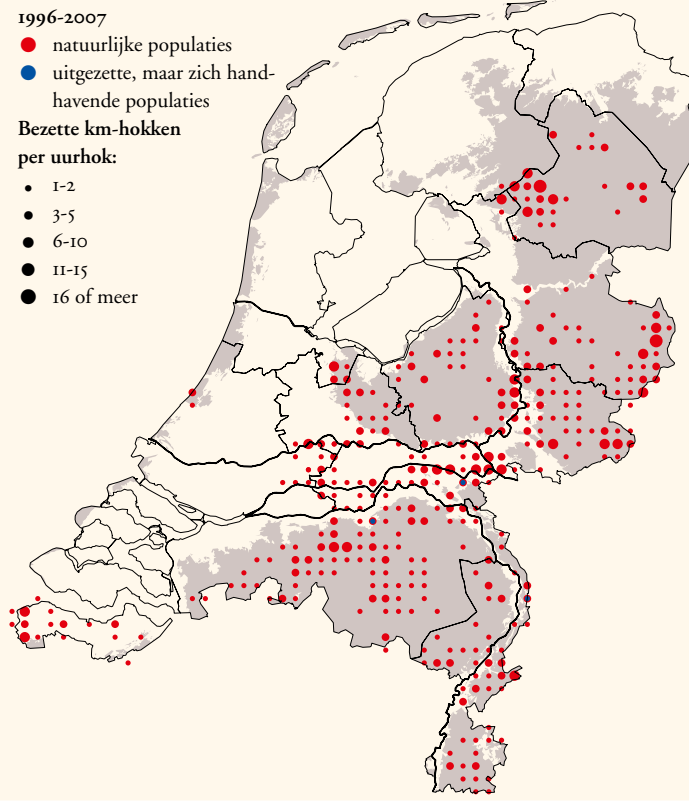 1996-2007
natuurlijke populaties
uitgezette, maar zich hand-
havende populaties
Bezette km-hokken
per uurhok:
1-2
3-5
6-10
11-15
16 of meer